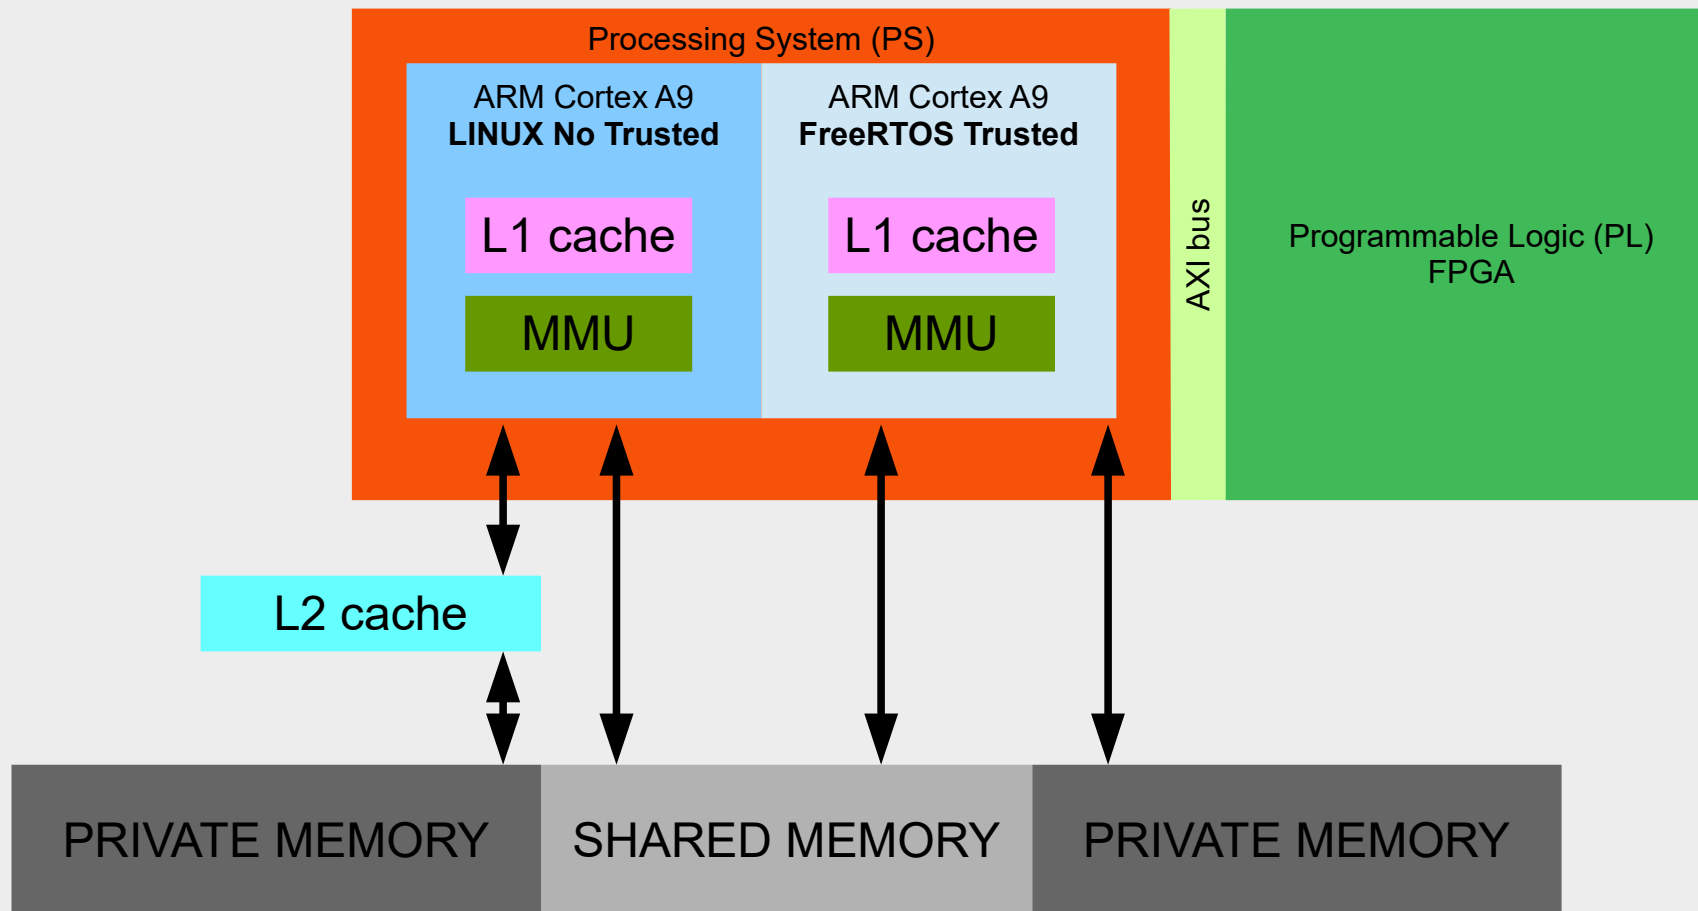 Processing System (PS)
ARM Cortex A9
LINUX No Trusted
ARM Cortex A9
FreeRTOS Trusted
L1 cache
L1 cache
MMU
MMU
AXI bus
Programmable Logic (PL)
FPGA
L2 cache
PRIVATE MEMORY
SHARED MEMORY
PRIVATE MEMORY